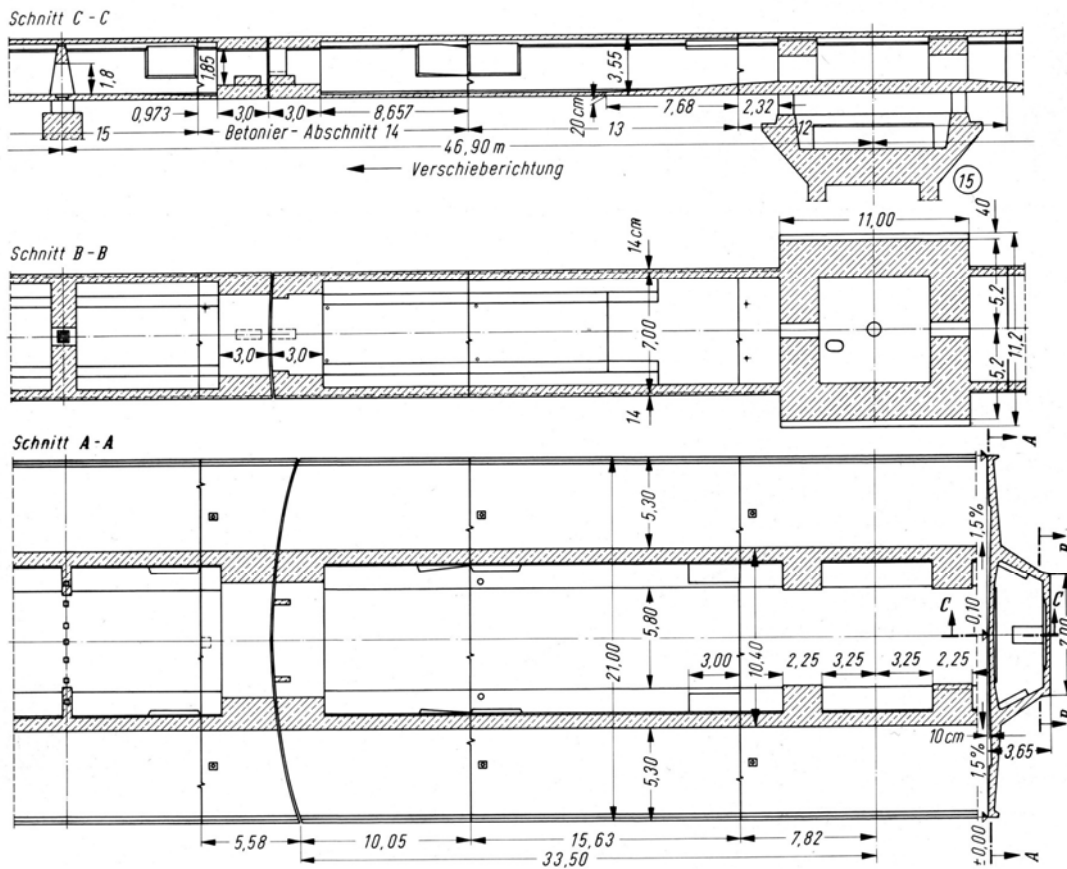 Schnitt C - C
1,8
1,85
3,55
0,973
3,0
3,0
8,657
20 cm
7,68
2,32
15
Betonier - Abschnitt 14
13
12
46,90 m
Verschieberichtung
15
Schnitt B - B
14 cm
11,00
40
3,0
3,0
7,00
5,2
11,2
5,2
14
Schnitt A - A
A
5,30
1,5 %
B
C
C
5,80
21,00
3,00
10,40
2,25
3,25
3,25
2,25
0,10
7,00
B
10 cm
3,65
5,30
1,5 %
5,58
10,05
15,63
7,82
33,50
± 0,00
A